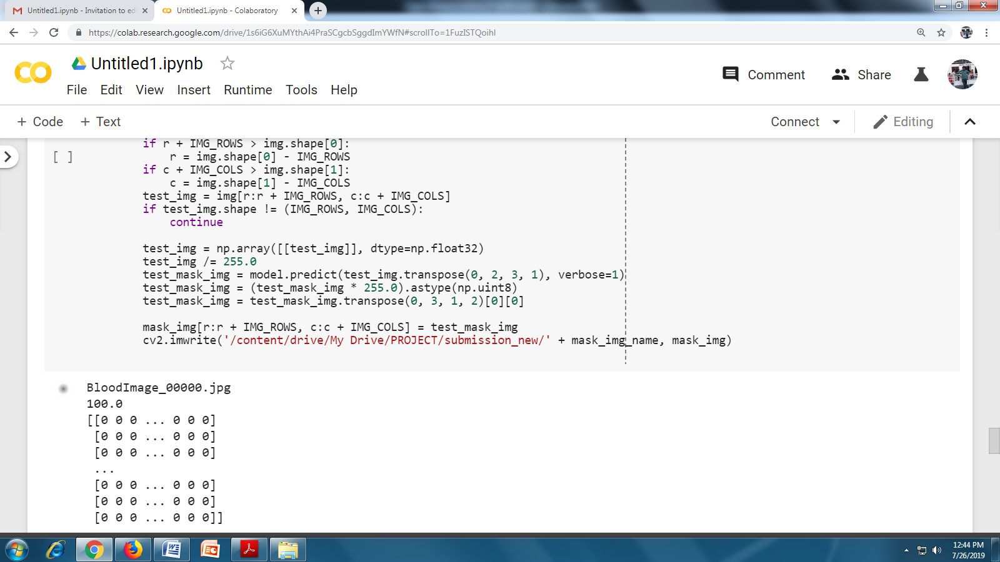 Untitled1.ipynb - Invitation to ed
Untitled1.ipynb - Colaboratory
https://colab.research.google.com/drive/1s6iG6XuMYthAi4PraSCgcbSggdImYWfN#scrollTo=1FuzISTQoihI
Untitled1.ipynb
Comment
Share
File Edit View Insert Runtime Tools Help
+ Code + Text
Connect
Editing
if r + IMG_ROWS > img.shape[0]:
[ ]
r = img.shape[0] - IMG_ROWS
if c + IMG_COLS > img.shape[1]:
c = img.shape[1] - IMG_COLS
test_img = img[r:r + IMG_ROWS, c:c + IMG_COLS]
if test_img.shape != (IMG_ROWS, IMG_COLS):
continue
test_img = np.array([[test_img]], dtype=np.float32)
test_img /= 255.0
test_mask_img = model.predict(test_img.transpose(0, 2, 3, 1), verbose=1)
test_mask_img = (test_mask_img * 255.0).astype(np.uint8)
test_mask_img = test_mask_img.transpose(0, 3, 1, 2)[0][0]
mask_img[r:r + IMG_ROWS, c:c + IMG_COLS] = test_mask_img
cv2.imwrite('/content/drive/My Drive/PROJECT/submission_new/' + mask_img_name, mask_img)
BloodImage_00000.jpg
100.0
[[0 0 0 ... 0 0 0]
[0 0 0 ... 0 0 0]
[0 0 0 ... 0 0 0]
...
[0 0 0 ... 0 0 0]
[0 0 0 ... 0 0 0]
[0 0 0 ... 0 0 0]]
12:44 PM
7/26/2019